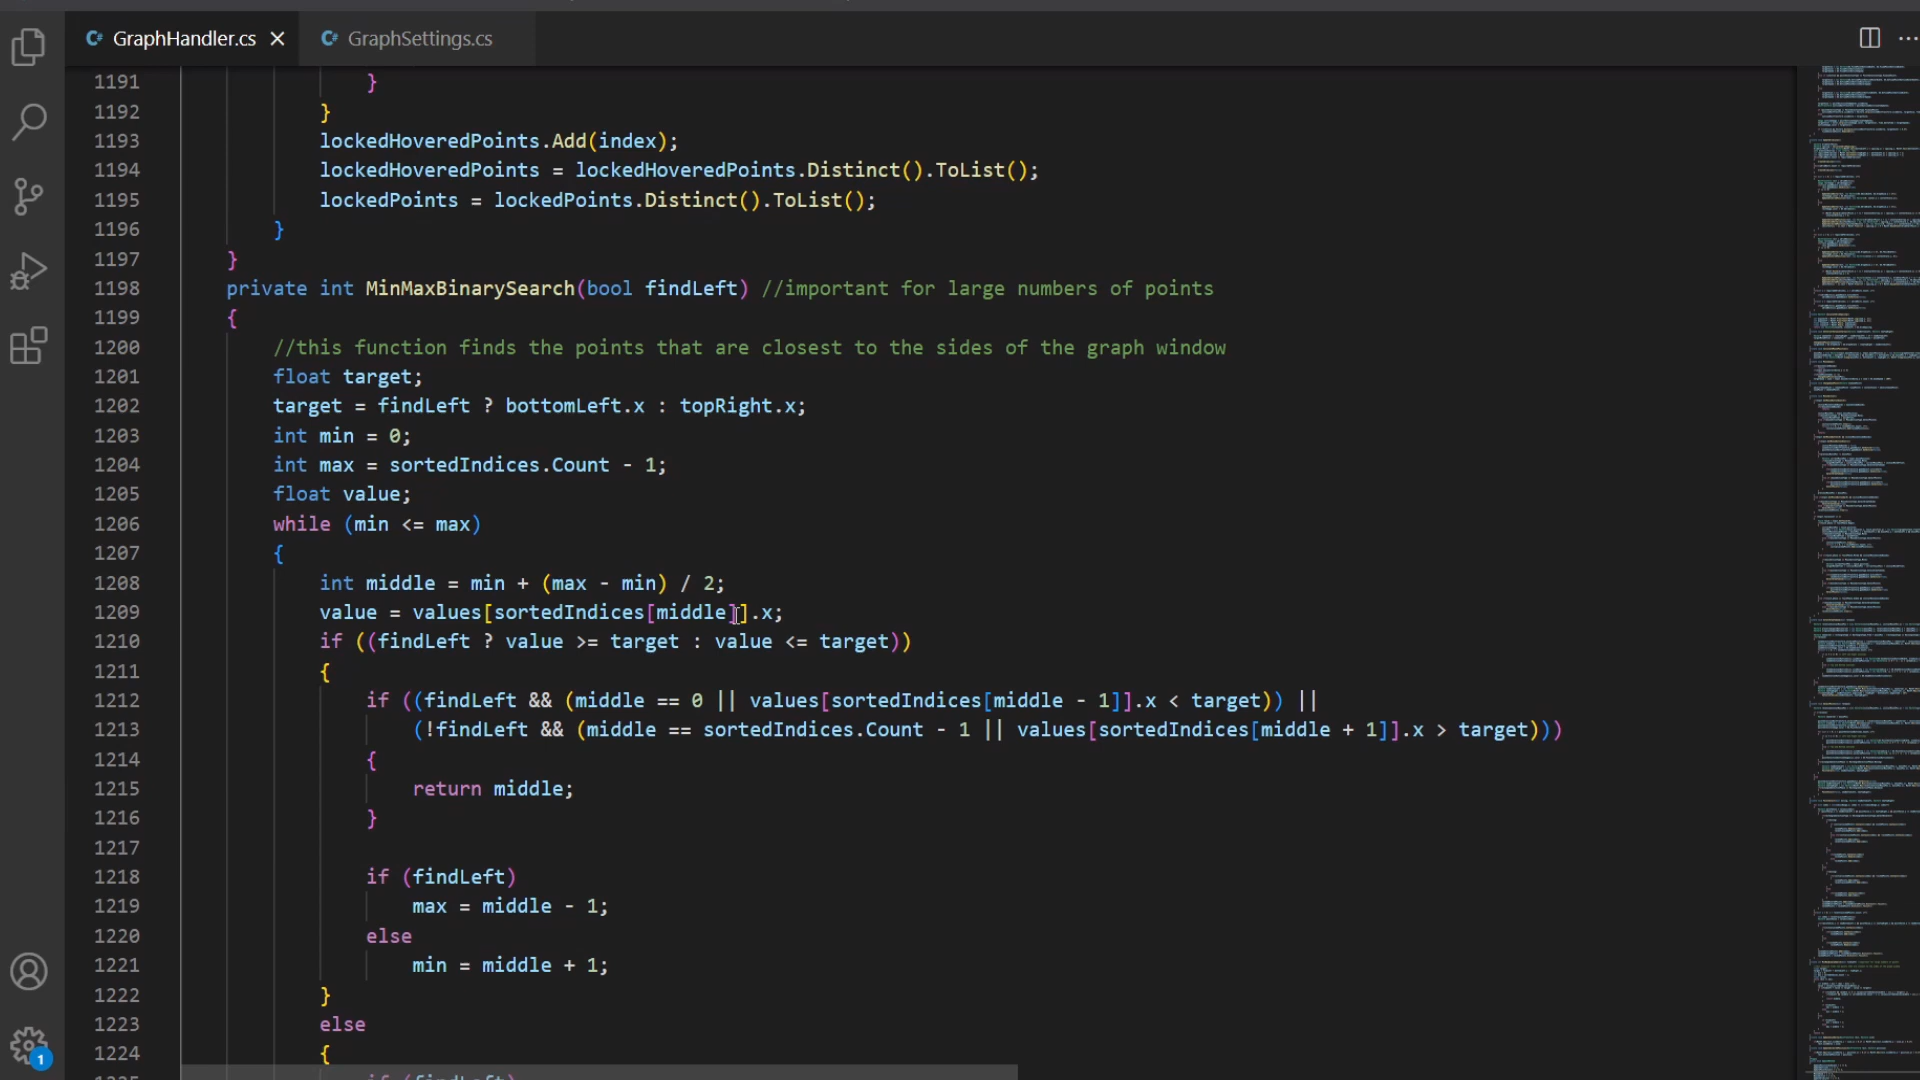 GraphHandler.cs
GraphSettings.cs
1191 }
1192 }
1193 lockedHoveredPoints.Add(index);
1194 lockedHoveredPoints = lockedHoveredPoints.Distinct().ToList();
1195 lockedPoints = lockedPoints.Distinct().ToList();
1196 }
1197 }
1198 private int MinMaxBinarySearch(bool findLeft) //important for large numbers of points
1199 {
1200 //this function finds the points that are closest to the sides of the graph window
1201 float target;
1202 target = findLeft ? bottomLeft.x : topRight.x;
1203 int min = 0;
1204 int max = sortedIndices.Count - 1;
1205 float value;
1206 while (min <= max)
1207 {
1208 int middle = min + (max - min) / 2;
1209 value = values[sortedIndices[middle]].x;
1210 if ((findLeft ? value >= target : value <= target))
1211 {
1212 if ((findLeft && (middle == 0 || values[sortedIndices[middle - 1]].x < target)) ||
1213 (!findLeft && (middle == sortedIndices.Count - 1 || values[sortedIndices[middle + 1]].x > target)))
1214 {
1215 return middle;
1216 }
1217
1218 if (findLeft)
1219 max = middle - 1;
1220 else
1221 min = middle + 1;
1222 }
1223 else
1224 {
1